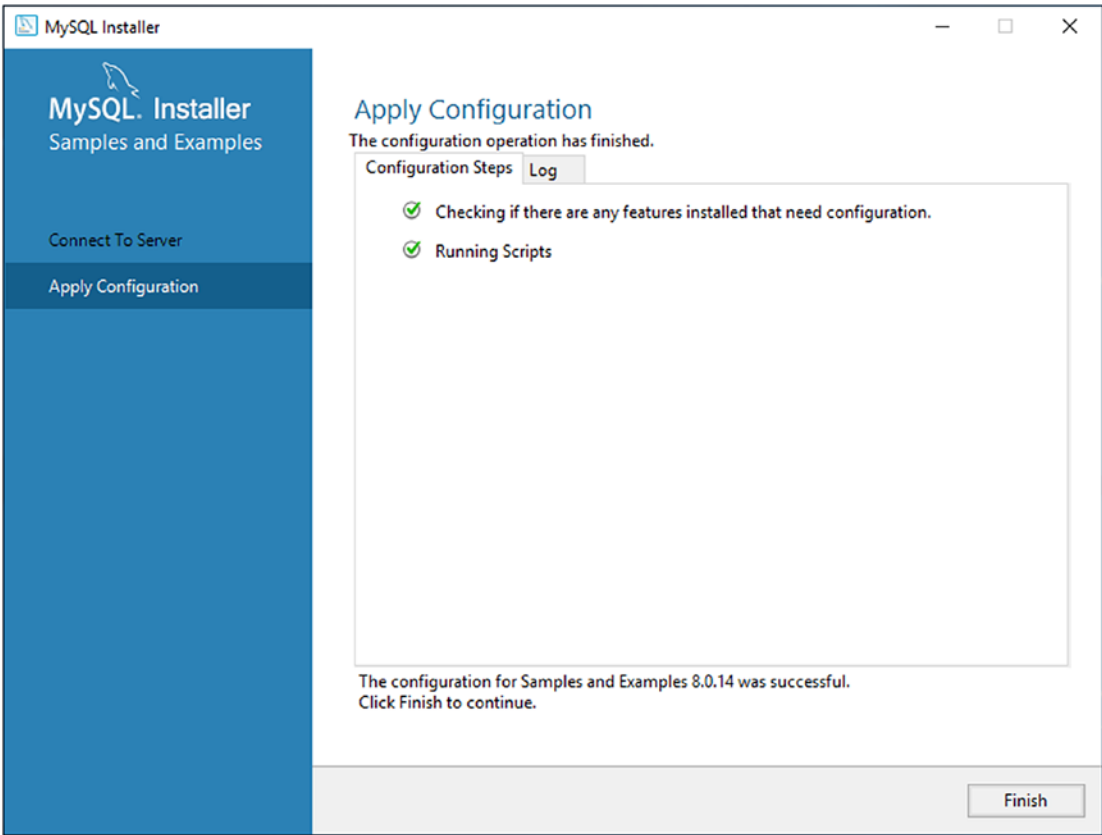 MySQL Installer
MySQL. Installer
Samples and Examples
Connect To Server
Apply Configuration
Apply Configuration
The configuration operation has finished.
Configuration Steps
Log
Checking if there are any features installed that need configuration.
Running Scripts
The configuration for Samples and Examples 8.0.14 was successful.
Click Finish to continue.
Finish